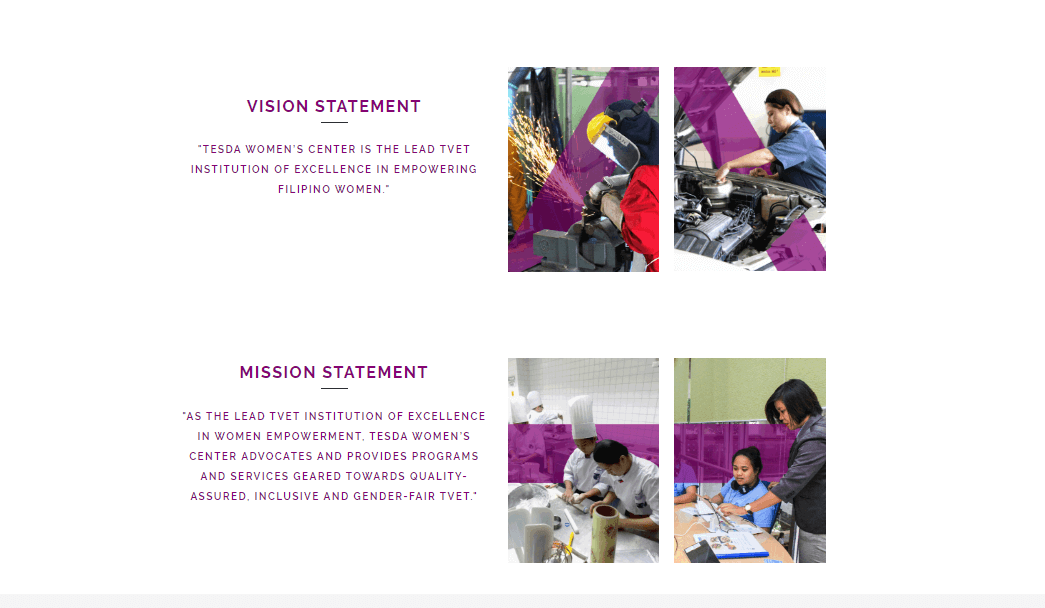 VISION STATEMENT
"TESDA WOMEN'S CENTER IS THE LEAD TVET
INSTITUTION OF EXCELLENCE IN EMPOWERING
FILIPINO WOMEN."
MISSION STATEMENT
"AS THE LEAD TVET INSTITUTION OF EXCELLENCE
IN WOMEN EMPOWERMENT, TESDA WOMEN'S
CENTER ADVOCATES AND PROVIDES PROGRAMS
AND SERVICES GEARED TOWARDS QUALITY-
ASSURED, INCLUSIVE AND GENDER-FAIR TVET."